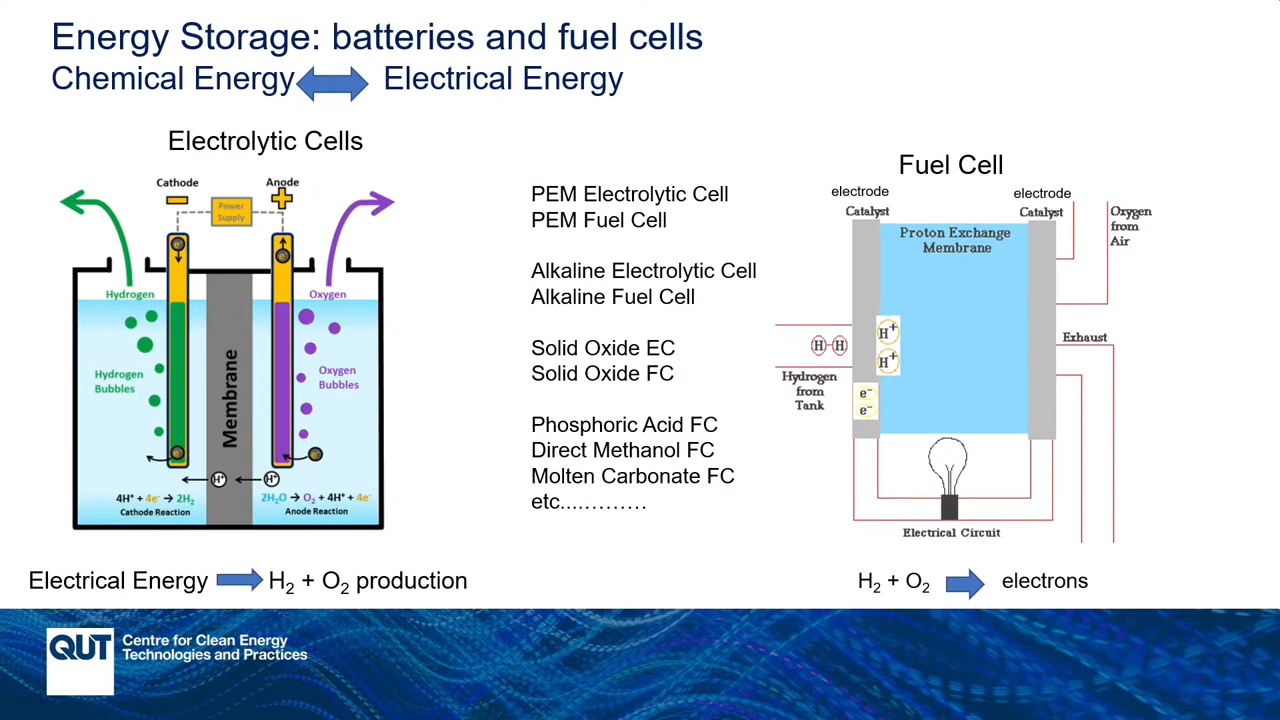 Energy Storage: batteries and fuel cells
Chemical Energy Electrical Energy
Electrolytic Cells
Cathode
Anode
Power
Supply
e⁻
e⁻
Hydrogen
Oxygen
Hydrogen
Bubbles
Oxygen
Bubbles
Membrane
e⁻
e⁻
H⁺
H⁺
4H⁺ + 4e⁻ → 2H₂
Cathode Reaction
2H₂O → O₂ + 4H⁺ + 4e⁻
Anode Reaction
Electrical Energy H₂ + O₂ production
PEM Electrolytic Cell
PEM Fuel Cell
Alkaline Electrolytic Cell
Alkaline Fuel Cell
Solid Oxide EC
Solid Oxide FC
Phosphoric Acid FC
Direct Methanol FC
Molten Carbonate FC
etc....………
Fuel Cell
electrode
electrode
Catalyst
Catalyst
Proton Exchange
Membrane
Oxygen
from
Air
H⁺
H⁺
H-H
Hydrogen
from
Tank
e⁻
e⁻
Exhaust
Electrical Circuit
H₂ + O₂ electrons
QUT
Centre for Clean Energy
Technologies and Practices